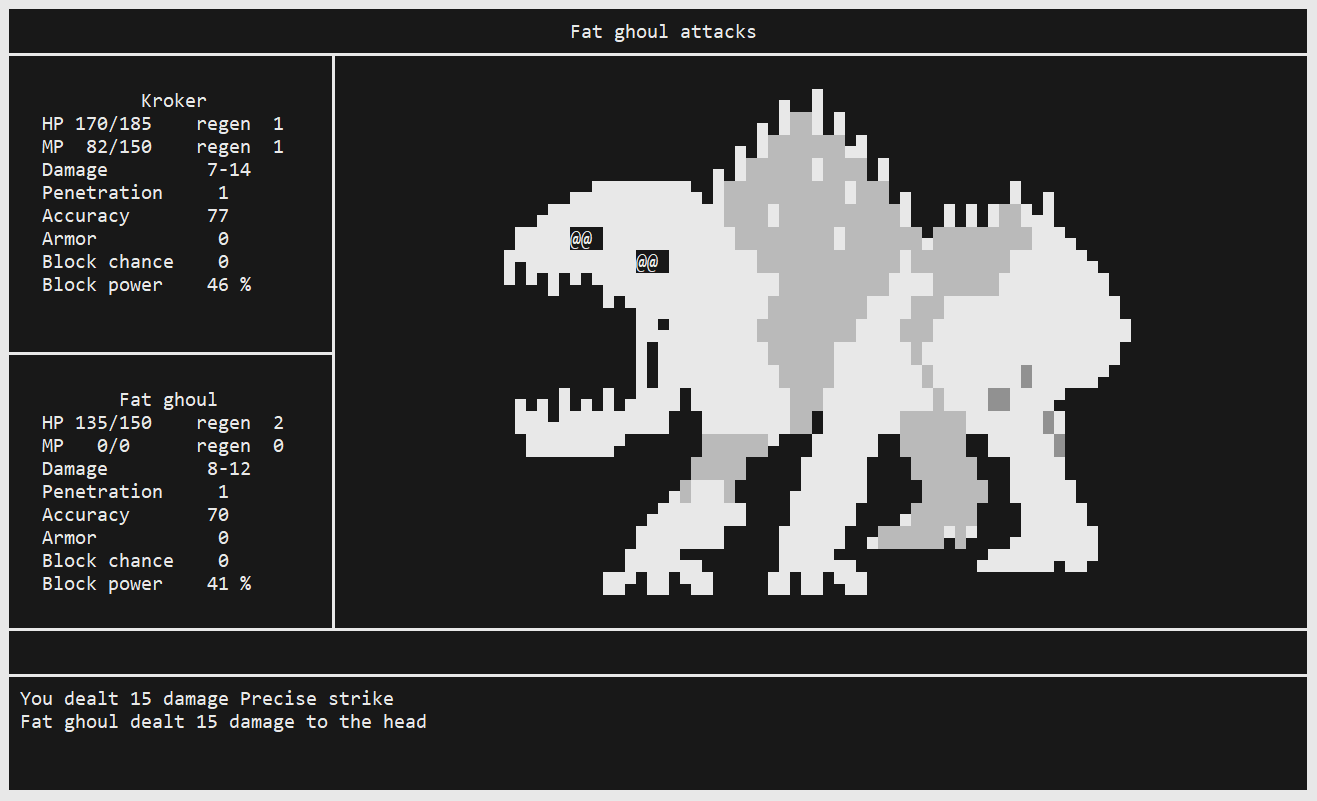 Fat ghoul attacks
Kroker
HP 170/185 regen 1
MP 82/150 regen 1
Damage 7-14
Penetration 1
Accuracy 77
Armor 0
Block chance 0
Block power 46 %
@@
@@
Fat ghoul
HP 135/150 regen 2
MP 0/0 regen 0
Damage 8-12
Penetration 1
Accuracy 70
Armor 0
Block chance 0
Block power 41 %
You dealt 15 damage Precise strike
Fat ghoul dealt 15 damage to the head